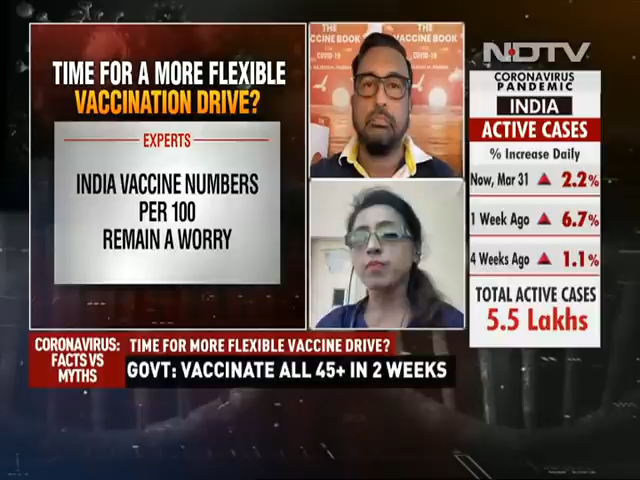 TIME FOR A MORE FLEXIBLE
VACCINATION DRIVE?
EXPERTS
INDIA VACCINE NUMBERS
PER 100
REMAIN A WORRY
THE
VACCINE BOOK
COVID-19
NDTV
CORONAVIRUS
PANDEMIC
INDIA
ACTIVE CASES
% Increase Daily
Now, Mar 31 ▲ 2.2%
1 Week Ago ▲ 6.7%
4 Weeks Ago ▲ 1.1%
TOTAL ACTIVE CASES
5.5 Lakhs
CORONAVIRUS:
FACTS VS
MYTHS
TIME FOR MORE FLEXIBLE VACCINE DRIVE?
GOVT: VACCINATE ALL 45+ IN 2 WEEKS